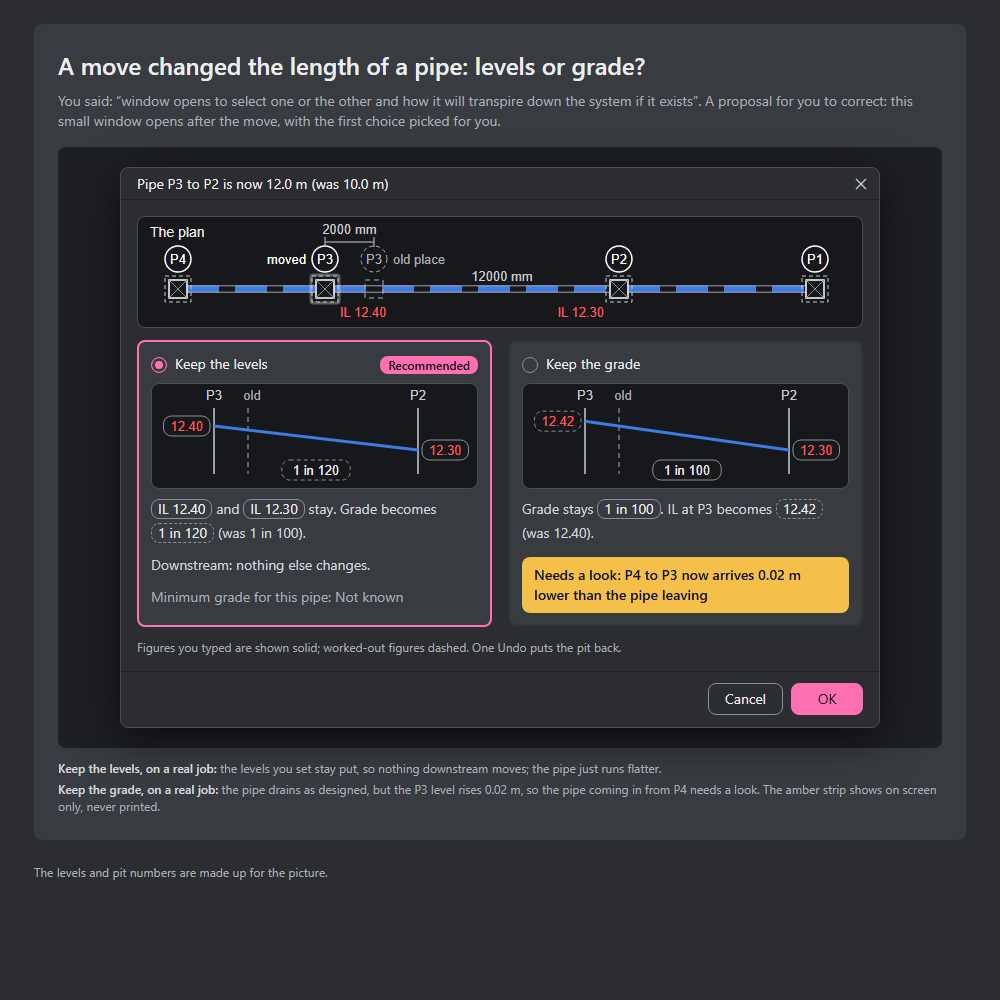 A move changed the length of a pipe: levels or grade?
You said: “window opens to select one or the other and how it will transpire down the system if it exists”. A proposal for you to correct: this
small window opens after the move, with the first choice picked for you.
Pipe P3 to P2 is now 12.0 m (was 10.0 m)
The plan
2000 mm
P4
moved
P3
P3
old place
P2
P1
12000 mm
IL 12.40
IL 12.30
Keep the levels
Recommended
P3
old
P2
12.40
12.30
1 in 120
IL 12.40 and IL 12.30 stay. Grade becomes
1 in 120 (was 1 in 100).
Downstream: nothing else changes.
Minimum grade for this pipe: Not known
Keep the grade
P3
old
P2
12.42
12.30
1 in 100
Grade stays 1 in 100. IL at P3 becomes 12.42
(was 12.40).
Needs a look: P4 to P3 now arrives 0.02 m
lower than the pipe leaving
Figures you typed are shown solid; worked-out figures dashed. One Undo puts the pit back.
Cancel
OK
Keep the levels, on a real job: the levels you set stay put, so nothing downstream moves; the pipe just runs flatter.
Keep the grade, on a real job: the pipe drains as designed, but the P3 level rises 0.02 m, so the pipe coming in from P4 needs a look. The amber strip shows on screen
only, never printed.
The levels and pit numbers are made up for the picture.